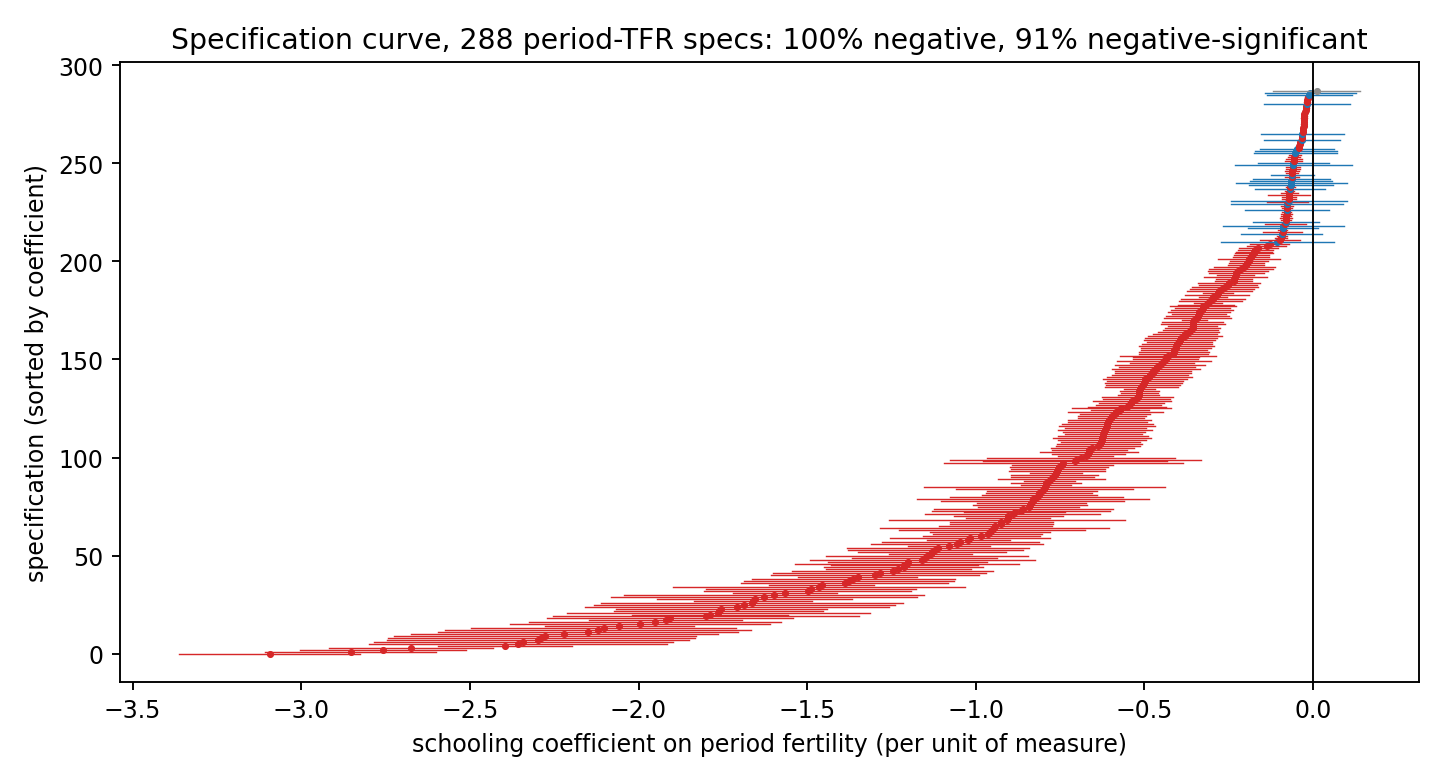 Specification curve, 288 period-TFR specs: 100% negative, 91% negative-significant
specification (sorted by coefficient)
300
250
200
150
100
50
0
−3.5 −3.0 −2.5 −2.0 −1.5 −1.0 −0.5 0.0
schooling coefficient on period fertility (per unit of measure)